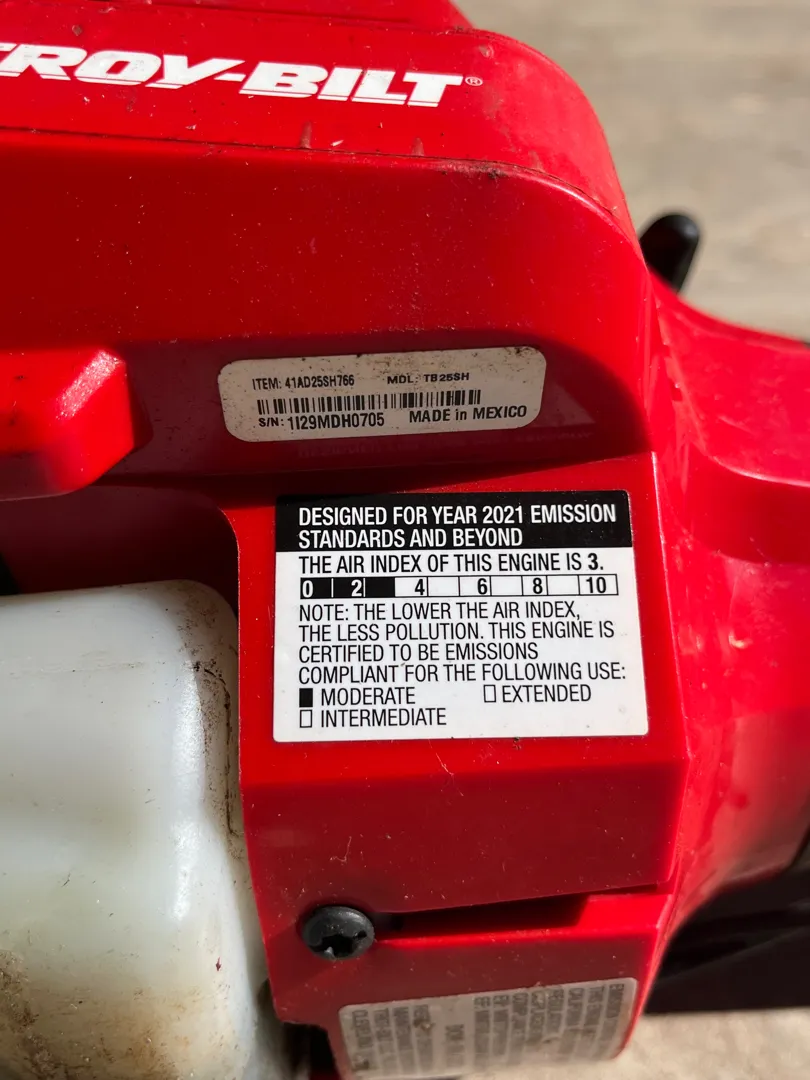 TROY-BILT®
ITEM: 41AD25SH766 MDL: TB25SH
S/N: 1I29MDH0705 MADE in MEXICO
DESIGNED FOR YEAR 2021 EMISSION
STANDARDS AND BEYOND
THE AIR INDEX OF THIS ENGINE IS 3.
0 2 4 6 8 10
NOTE: THE LOWER THE AIR INDEX,
THE LESS POLLUTION. THIS ENGINE IS
CERTIFIED TO BE EMISSIONS
COMPLIANT FOR THE FOLLOWING USE:
■ MODERATE □ EXTENDED
□ INTERMEDIATE